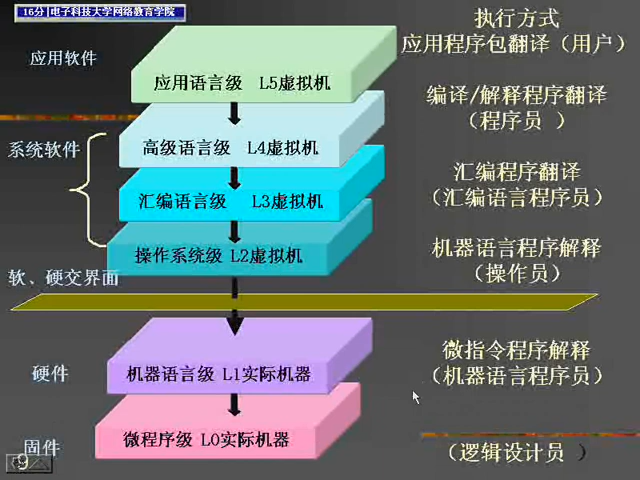 16分 电子科技大学网络教育学院
执行方式
应用软件
应用语言级 L5虚拟机
应用程序包翻译（用户）
系统软件
高级语言级 L4虚拟机
编译/解释程序翻译
（程序员 ）
汇编语言级 L3虚拟机
汇编程序翻译
（汇编语言程序员）
操作系统级 L2虚拟机
机器语言程序解释
（操作员）
软、硬交界面
硬件
机器语言级 L1实际机器
微指令程序解释
（机器语言程序员）
固件
微程序级 L0实际机器
（逻辑设计员 ）
9